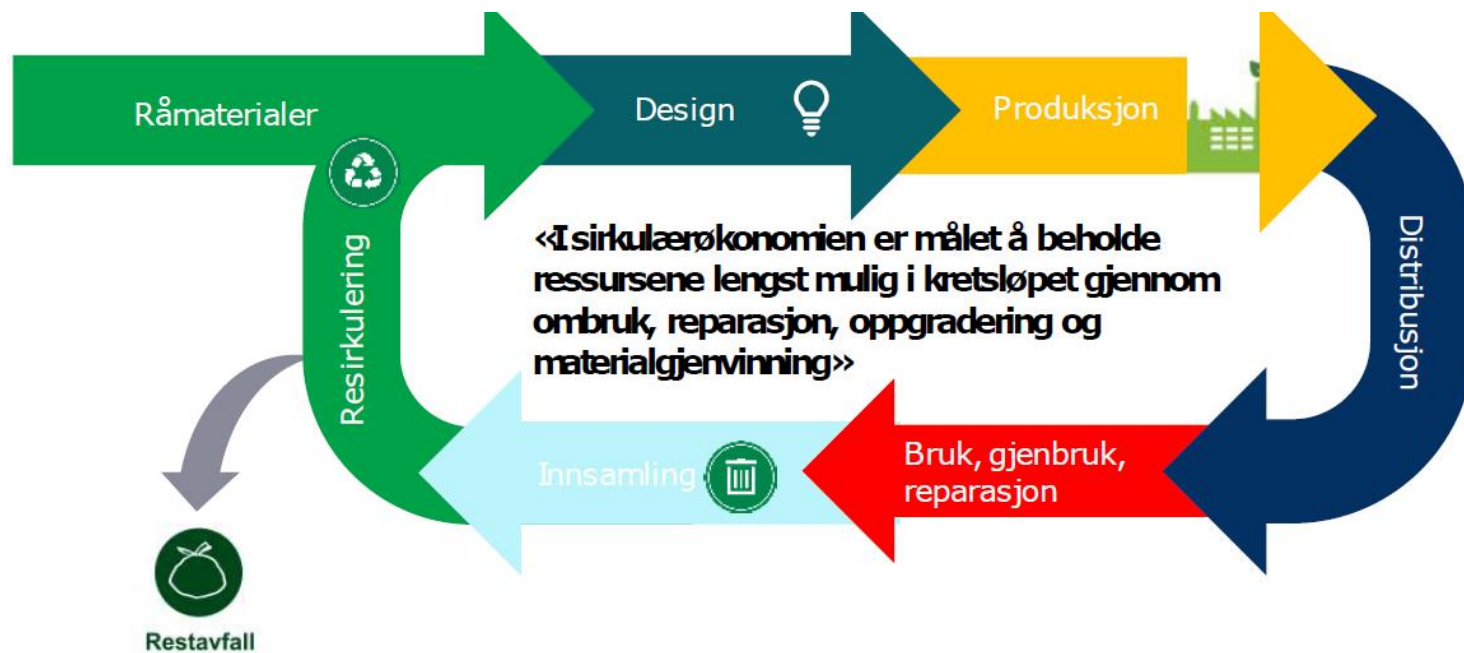 Råmaterialer
Design
Produksjon
Distribusjon
«I sirkulærøkonomien er målet å beholde
ressursene lengst mulig i kretsløpet gjennom
ombruk, reparasjon, oppgradering og
materialgjenvinning»
Bruk, gjenbruk,
reparasjon
Innsamling
Resirkulering
Restavfall